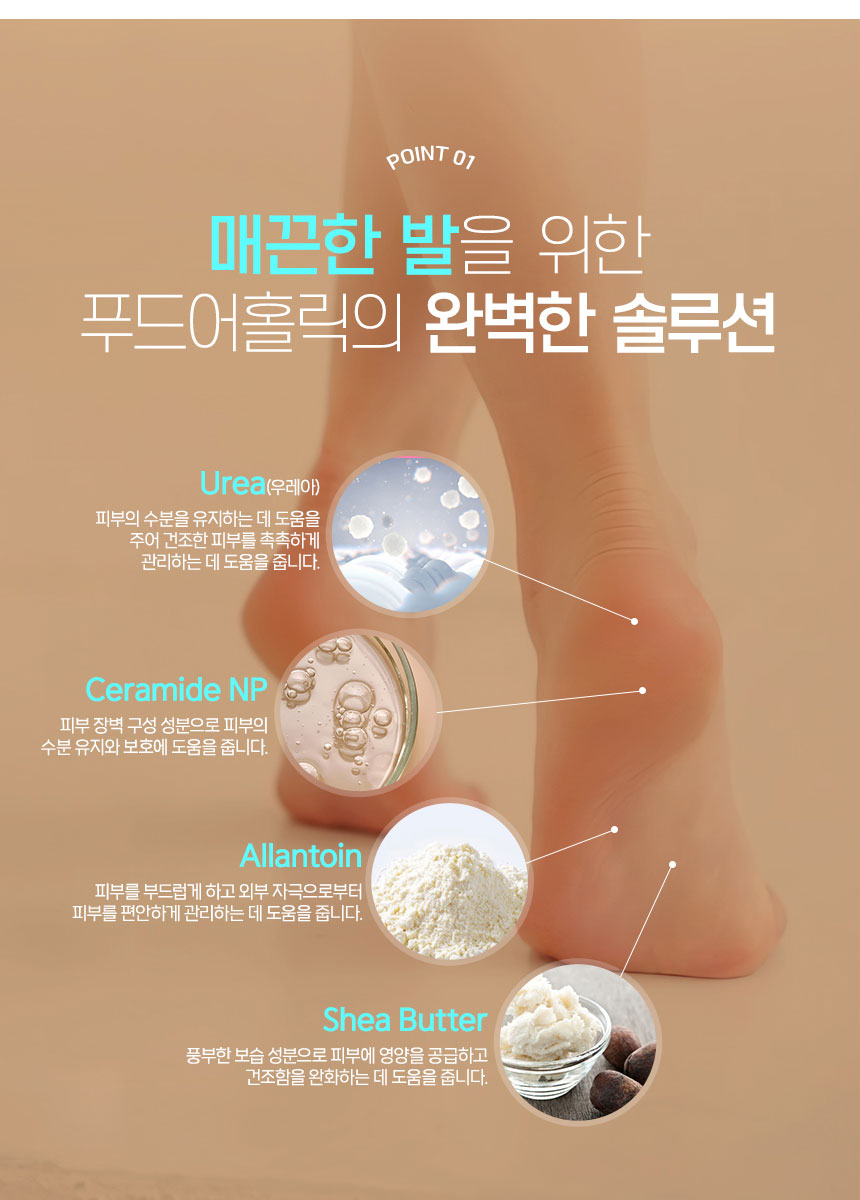 POINT 01
매끈한 발을 위한
푸드어홀릭의 완벽한 솔루션
Urea(우레아)
피부의 수분을 유지하는 데 도움을
주어 건조한 피부를 촉촉하게
관리하는 데 도움을 줍니다.
Ceramide NP
피부 장벽 구성 성분으로 피부의
수분 유지와 보호에 도움을 줍니다.
Allantoin
피부를 부드럽게 하고 외부 자극으로부터
피부를 편안하게 관리하는 데 도움을 줍니다.
Shea Butter
풍부한 보습 성분으로 피부에 영양을 공급하고
건조함을 완화하는 데 도움을 줍니다.